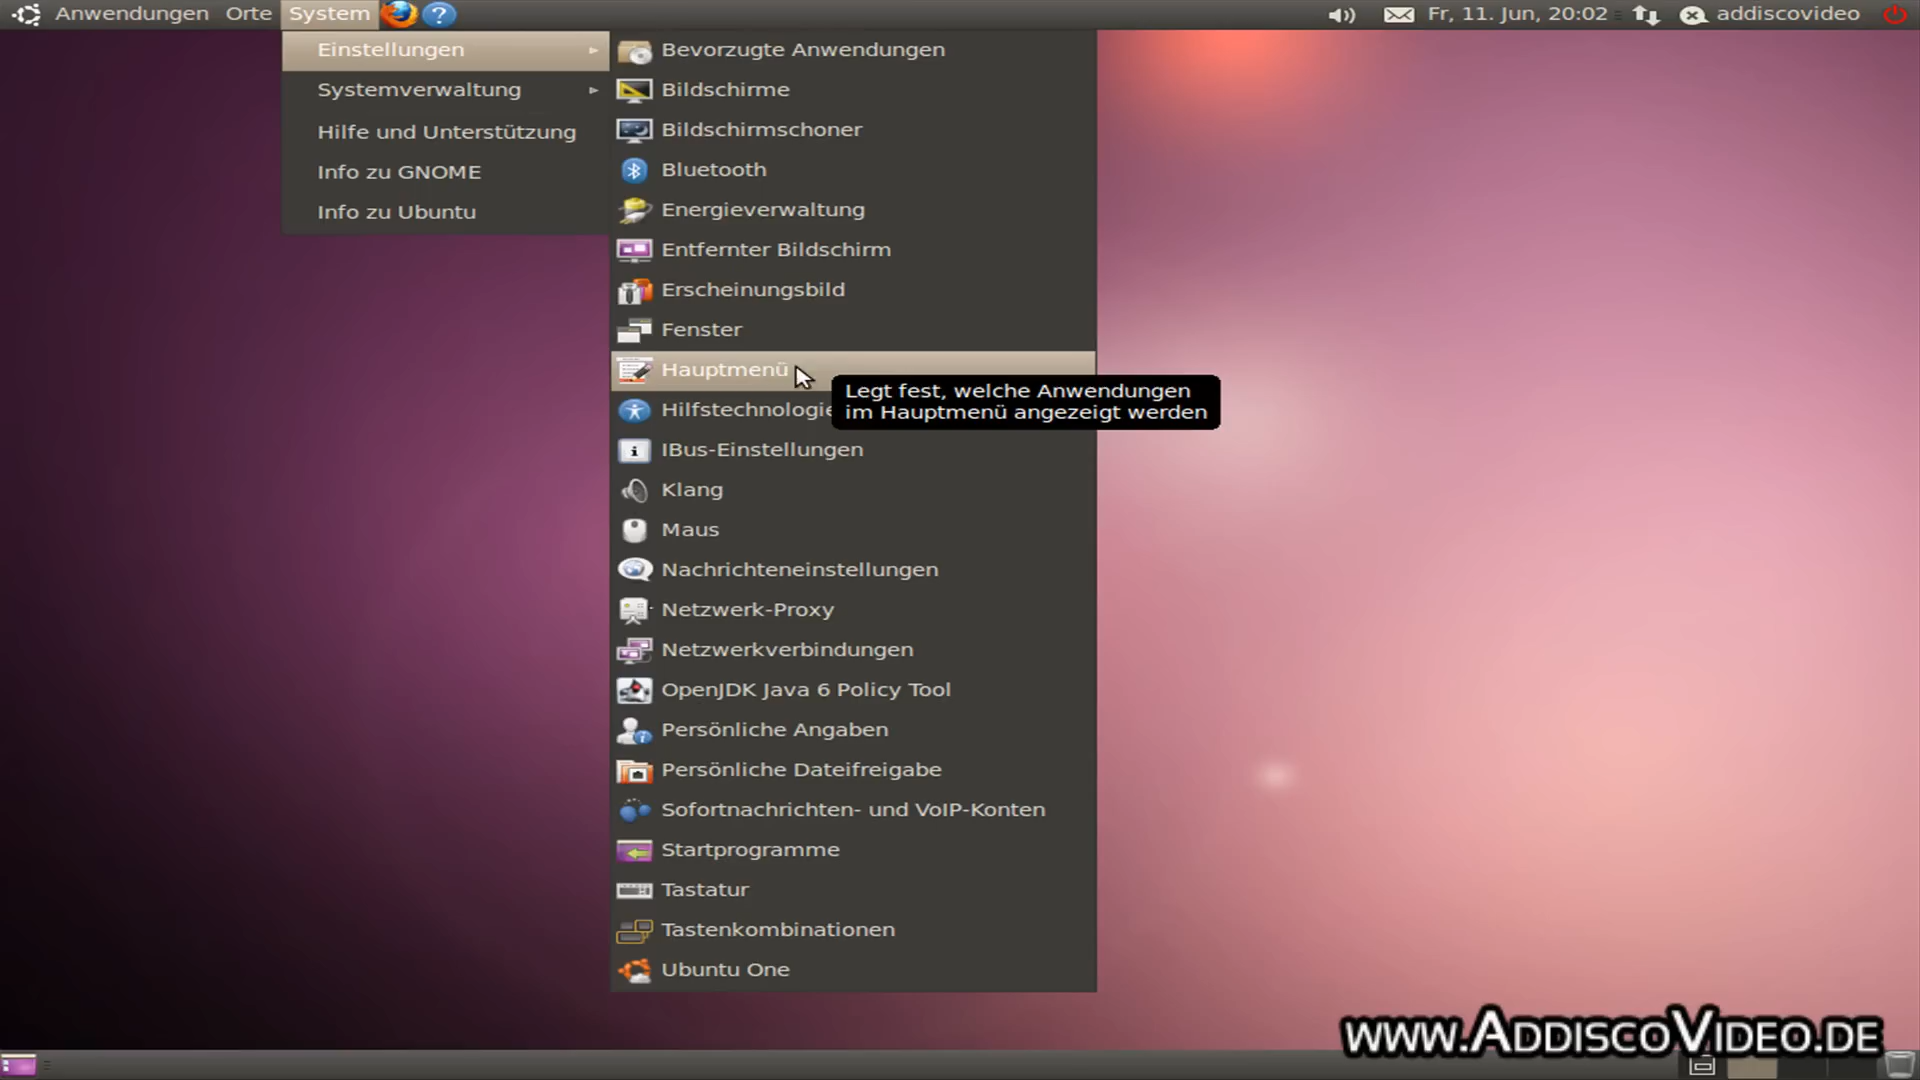 Anwendungen Orte System Fr, 11. Jun, 20:02 addiscovideo
Einstellungen
Systemverwaltung
Hilfe und Unterstützung
Info zu GNOME
Info zu Ubuntu
Bevorzugte Anwendungen
Bildschirme
Bildschirmschoner
Bluetooth
Energieverwaltung
Entfernter Bildschirm
Erscheinungsbild
Fenster
Hauptmenü
Legt fest, welche Anwendungen
im Hauptmenü angezeigt werden
Hilfstechnologie
IBus-Einstellungen
Klang
Maus
Nachrichteneinstellungen
Netzwerk-Proxy
Netzwerkverbindungen
OpenJDK Java 6 Policy Tool
Persönliche Angaben
Persönliche Dateifreigabe
Sofortnachrichten- und VoIP-Konten
Startprogramme
Tastatur
Tastenkombinationen
Ubuntu One
www.AddiscoVideo.de